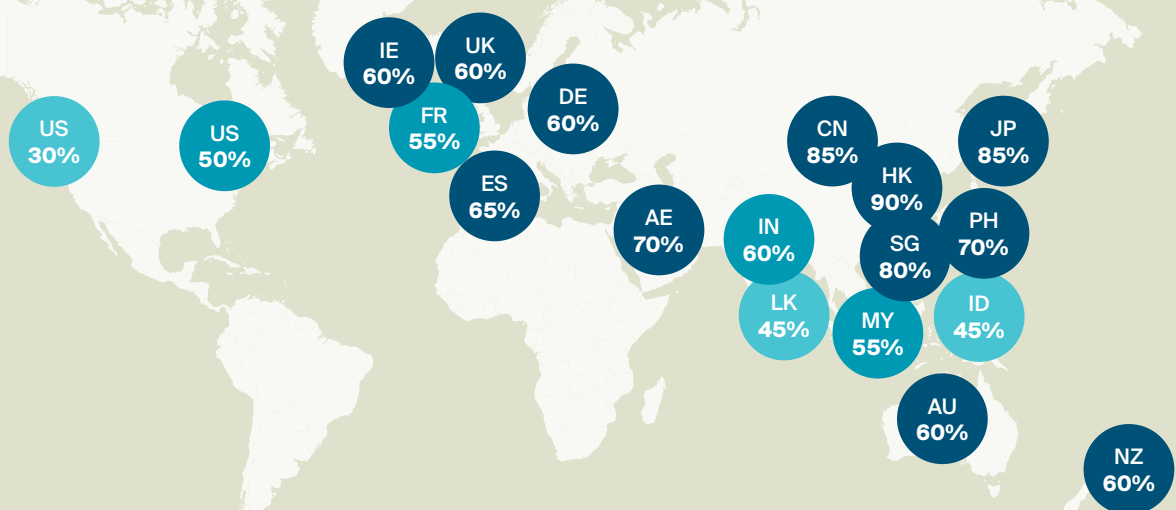 IE
60%
UK
60%
DE
60%
FR
55%
US
30%
US
50%
ES
65%
AE
70%
CN
85%
JP
85%
HK
90%
IN
60%
SG
80%
PH
70%
LK
45%
MY
55%
ID
45%
AU
60%
NZ
60%